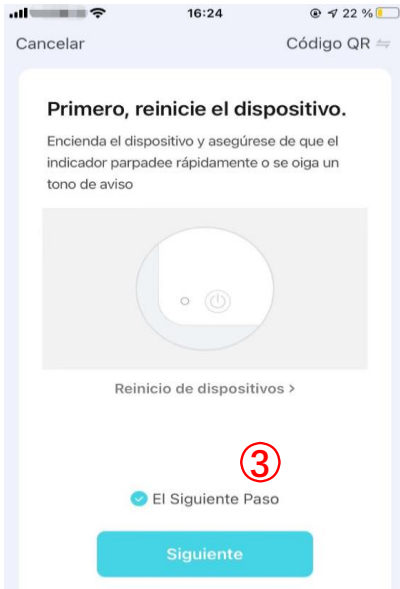 16:24 22 %
Cancelar Código QR
Primero, reinicie el dispositivo.
Encienda el dispositivo y asegúrese de que el
indicador parpadee rápidamente o se oiga un
tono de aviso
Reinicio de dispositivos >
③
El Siguiente Paso
Siguiente